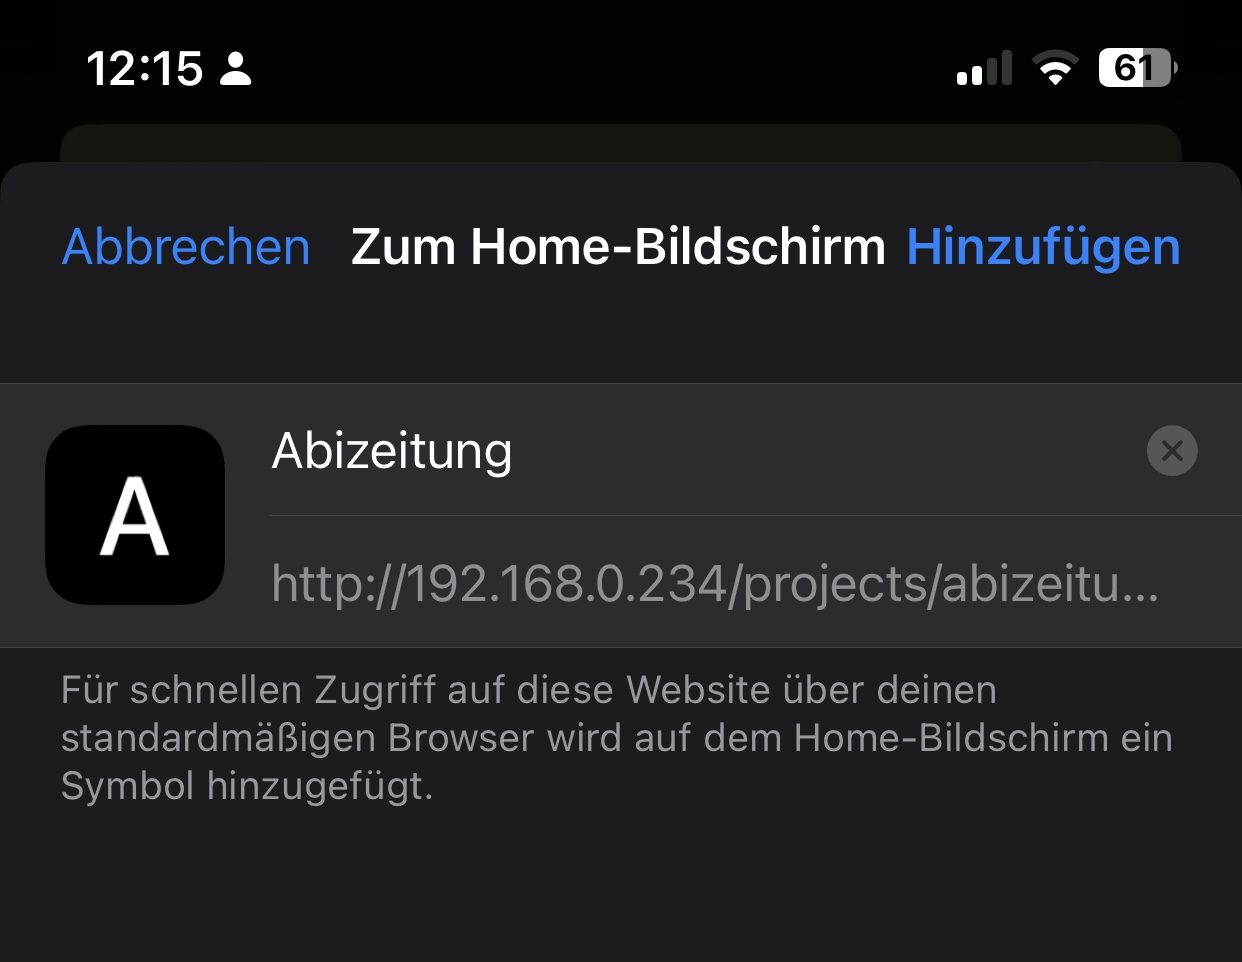 12:15
61
Abbrechen Zum Home-Bildschirm Hinzufügen
A
Abizeitung
http://192.168.0.234/projects/abizeitu...
Für schnellen Zugriff auf diese Website über deinen
standardmäßigen Browser wird auf dem Home-Bildschirm ein
Symbol hinzugefügt.